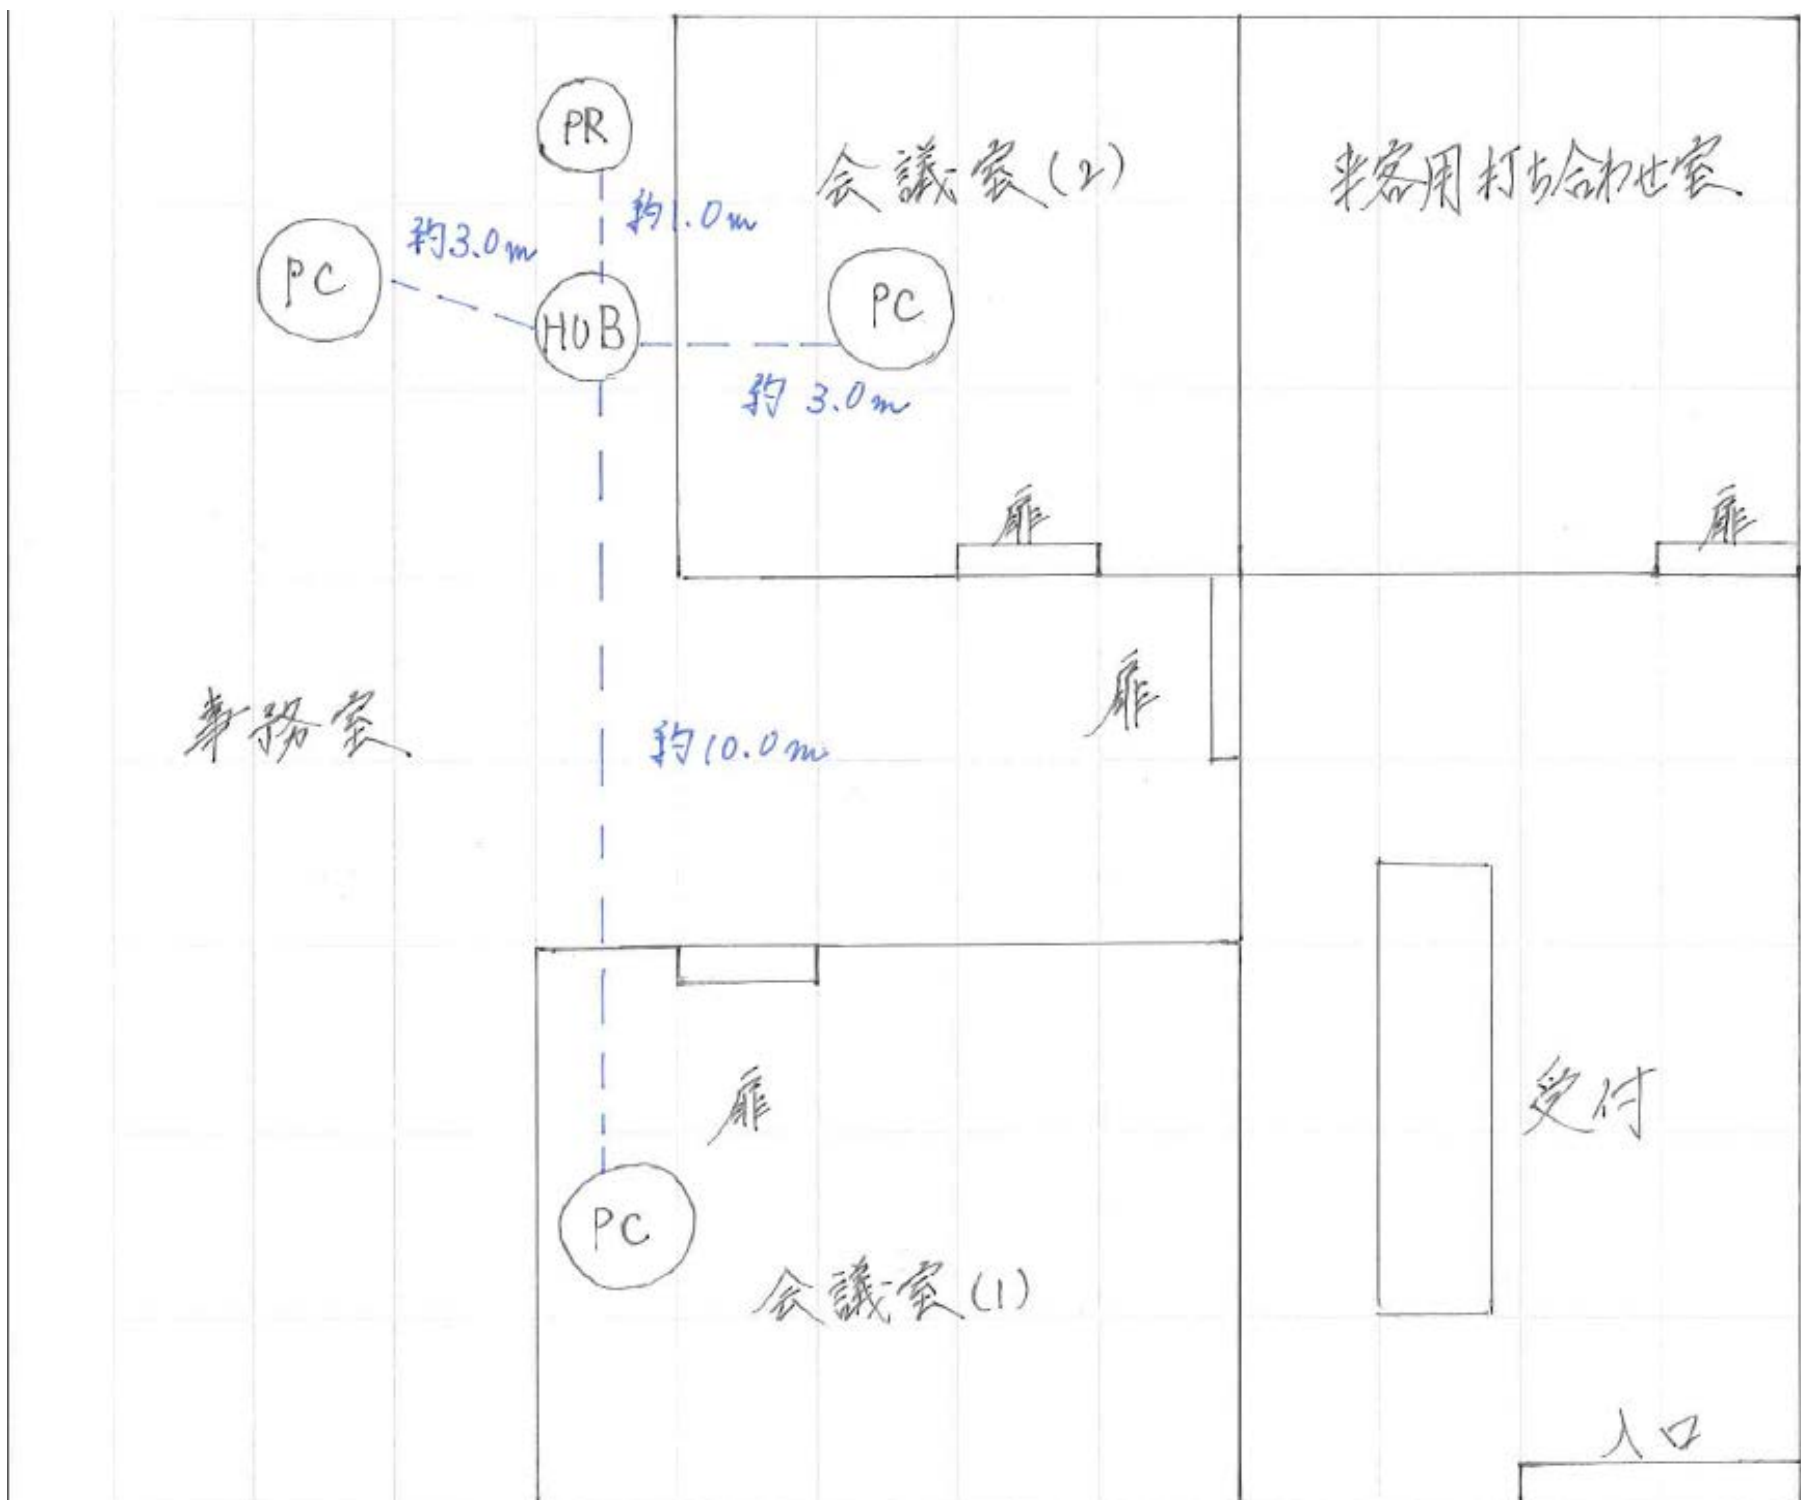 PR
会議室(2)
来客用打ち合わせ室
約1.0m
約3.0m
PC
HUB
PC
約3.0m
扉
扉
扉
事務室
約10.0m
扉
受付
PC
会議室(1)
入口